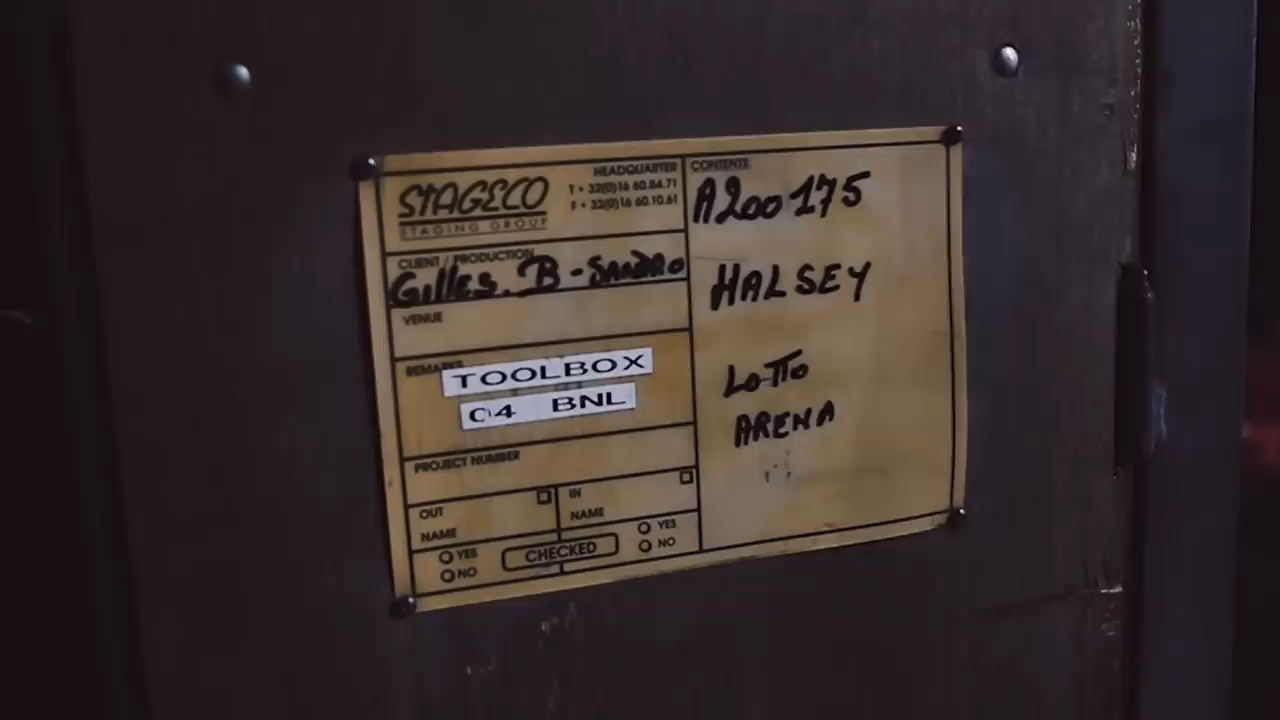 STAGECO
STAGING GROUP
HEADQUARTER
T + 32(0)16 60.84.71
F + 32(0)16 60.10.61
CLIENT / PRODUCTION
Gilles. B - SANDRO
VENUE
REMARKS
TOOLBOX
04 BNL
PROJECT NUMBER
OUT
NAME
IN
NAME
YES
NO
CHECKED
YES
NO
CONTENTS
A200175
HALSEY
LOTTO
ARENA